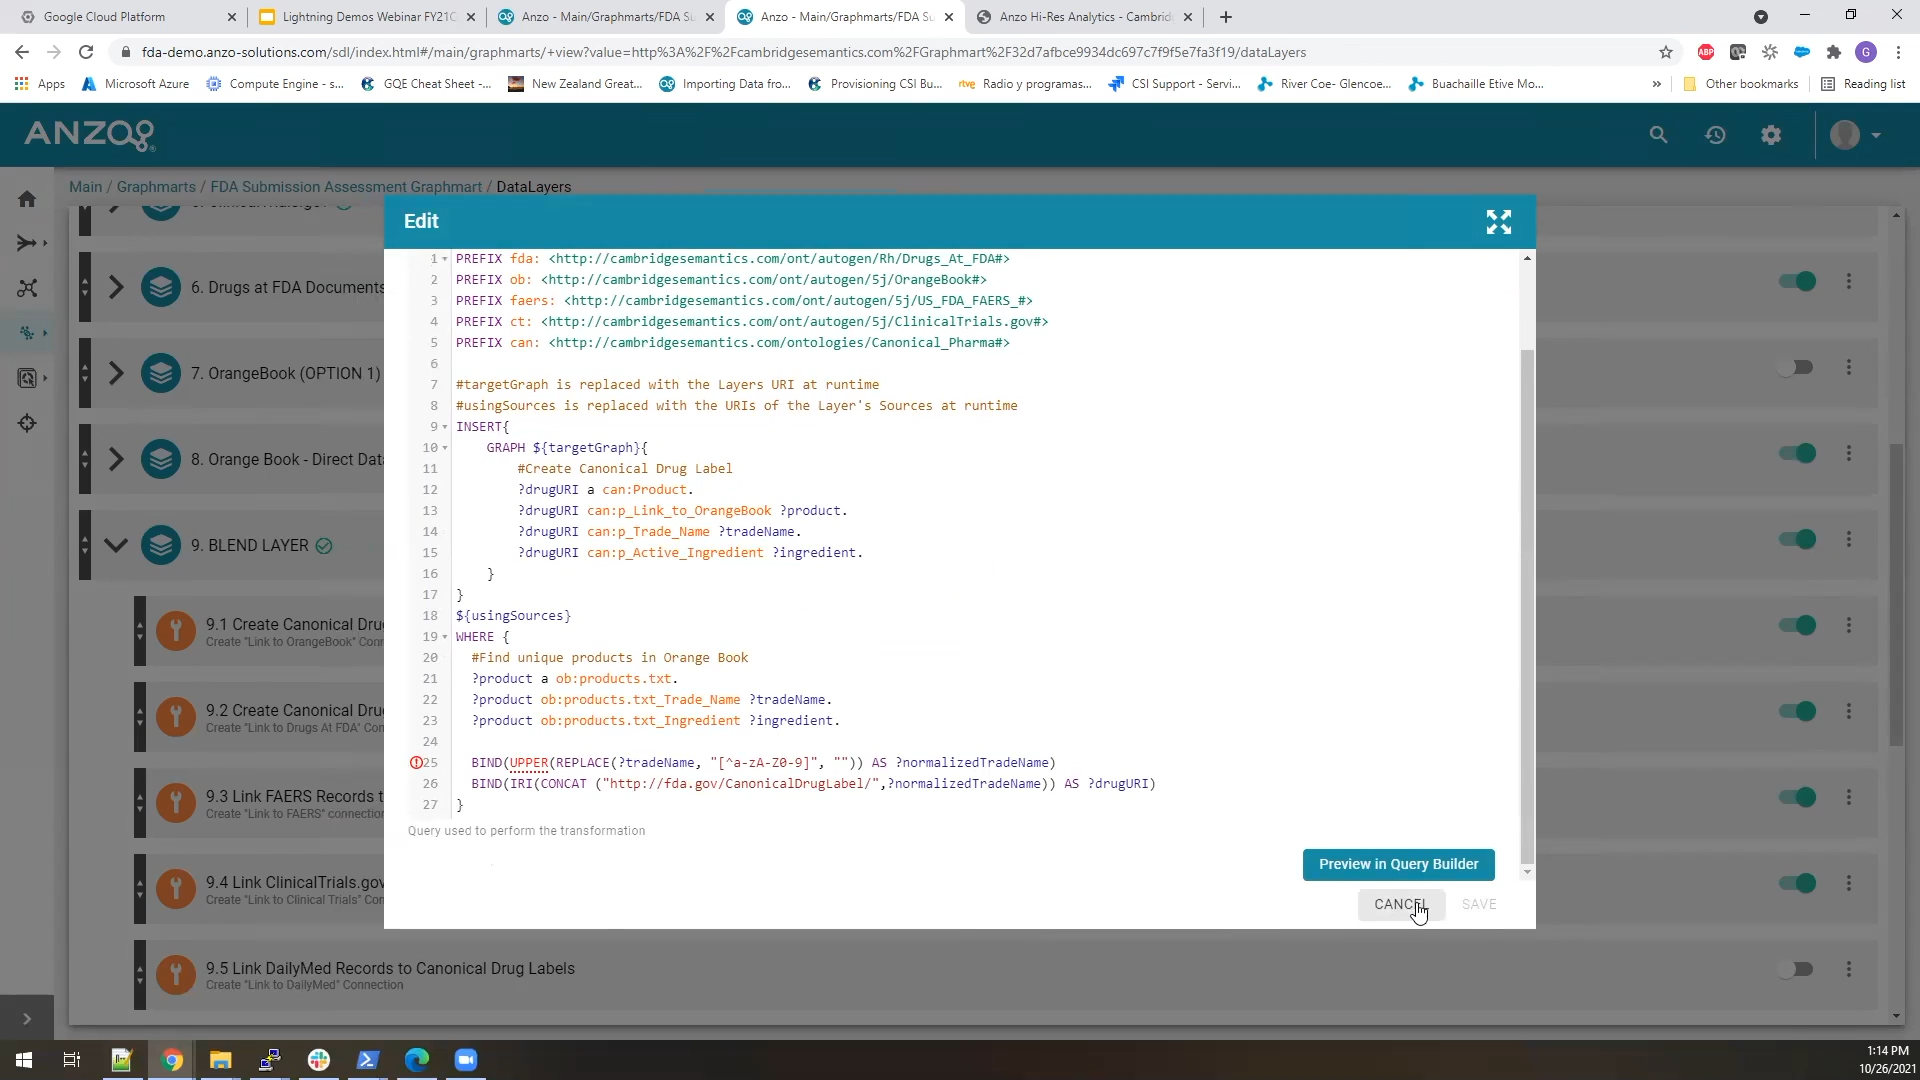 Google Cloud Platform
Lightning Demos Webinar FY21C
Anzo - Main/Graphmarts/FDA Su
Anzo - Main/Graphmarts/FDA Su
Anzo Hi-Res Analytics - Cambrid
fda-demo.anzo-solutions.com/sdl/index.html#/main/graphmarts/+view?value=http%3A%2F%2Fcambridgesemantics.com%2FGraphmart%2F32d7afbce9934dc697c7f9f5e7fa3f19/dataLayers
ABP
G
Apps
Microsoft Azure
Compute Engine - s...
GQE Cheat Sheet -...
New Zealand Great...
Importing Data fro...
Provisioning CSI Bu...
rtve Radio y programas...
CSI Support - Servi...
River Coe- Glencoe...
Buachaille Etive Mo...
»
Other bookmarks
Reading list
ANZO
Main / Graphmarts / FDA Submission Assessment Graphmart / DataLayers
Edit
1 PREFIX fda: <http://cambridgesemantics.com/ont/autogen/Rh/Drugs_At_FDA#>
2 PREFIX ob: <http://cambridgesemantics.com/ont/autogen/5j/OrangeBook#>
3 PREFIX faers: <http://cambridgesemantics.com/ont/autogen/5j/US_FDA_FAERS_#>
4 PREFIX ct: <http://cambridgesemantics.com/ont/autogen/5j/ClinicalTrials.gov#>
5 PREFIX can: <http://cambridgesemantics.com/ontologies/Canonical_Pharma#>
6
7 #targetGraph is replaced with the Layers URI at runtime
8 #usingSources is replaced with the URIs of the Layer's Sources at runtime
9 INSERT{
10 GRAPH ${targetGraph}{
11 #Create Canonical Drug Label
12 ?drugURI a can:Product.
13 ?drugURI can:p_Link_to_OrangeBook ?product.
14 ?drugURI can:p_Trade_Name ?tradeName.
15 ?drugURI can:p_Active_Ingredient ?ingredient.
16 }
17 }
18 ${usingSources}
19 WHERE {
20 #Find unique products in Orange Book
21 ?product a ob:products.txt.
22 ?product ob:products.txt_Trade_Name ?tradeName.
23 ?product ob:products.txt_Ingredient ?ingredient.
24
25 BIND(UPPER(REPLACE(?tradeName, "[^a-zA-Z0-9]", "")) AS ?normalizedTradeName)
26 BIND(IRI(CONCAT ("http://fda.gov/CanonicalDrugLabel/",?normalizedTradeName)) AS ?drugURI)
27 }
Query used to perform the transformation
Preview in Query Builder
CANCEL
SAVE
6. Drugs at FDA Documents
7. OrangeBook (OPTION 1)
8. Orange Book - Direct Dat
9. BLEND LAYER
9.1 Create Canonical Dru
Create "Link to OrangeBook" Con
9.2 Create Canonical Dru
Create "Link to Drugs At FDA" Con
9.3 Link FAERS Records t
Create "Link to FAERS" connection
9.4 Link ClinicalTrials.gov
Create "Link to Clinical Trials" Con
9.5 Link DailyMed Records to Canonical Drug Labels
Create "Link to DailyMed" Connection
1:14 PM
10/26/2021